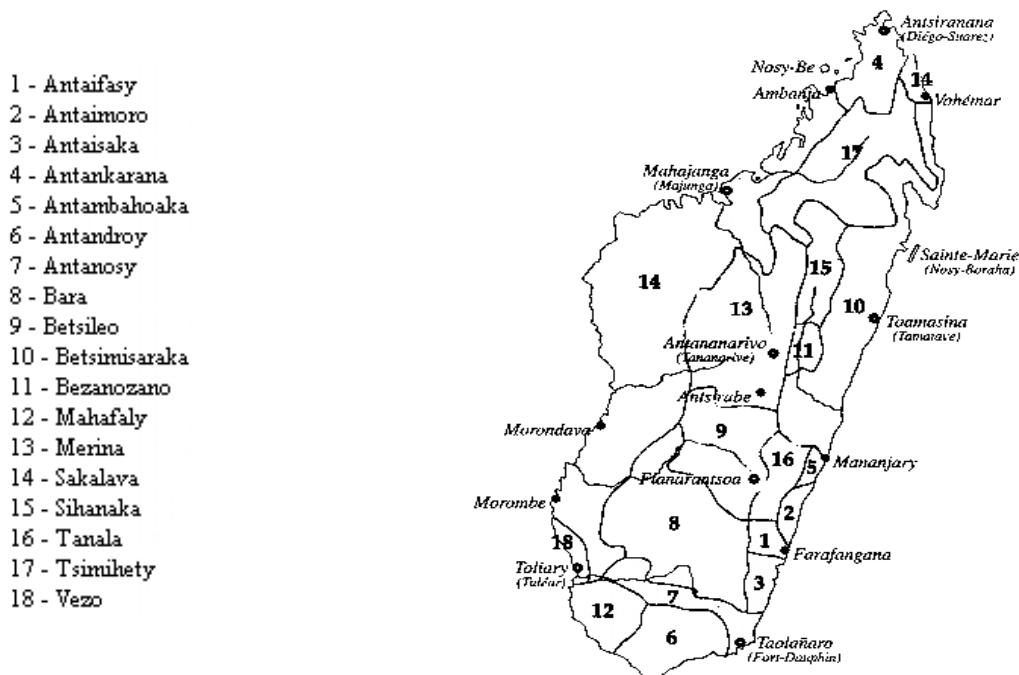 1 - Antaifasy
2 - Antaimoro
3 - Antaisaka
4 - Antankarana
5 - Antambahoaka
6 - Antandroy
7 - Antanosy
8 - Bara
9 - Betsileo
10 - Betsimisaraka
11 - Bezanozano
12 - Mahafaly
13 - Merina
14 - Sakalava
15 - Sihanaka
16 - Tanala
17 - Tsimihety
18 - Vezo
Antsiranana
(Diégo-Suarez)
4
Nosy-Be
14
Ambanja
Vohémar
17
Mahajanga
(Majunga)
Sainte-Marie
(Nosy-Boraha)
15
14
13
10
Toamasina
(Tamatave)
Antananarivo
(Tananarive)
11
Antsirabe
Morondava
9
16
5
Mananjary
Fianarantsoa
Morombe
2
8
1
Farafangana
18
Toliary
(Tuléar)
3
7
12
6
Taolañaro
(Fort-Dauphin)